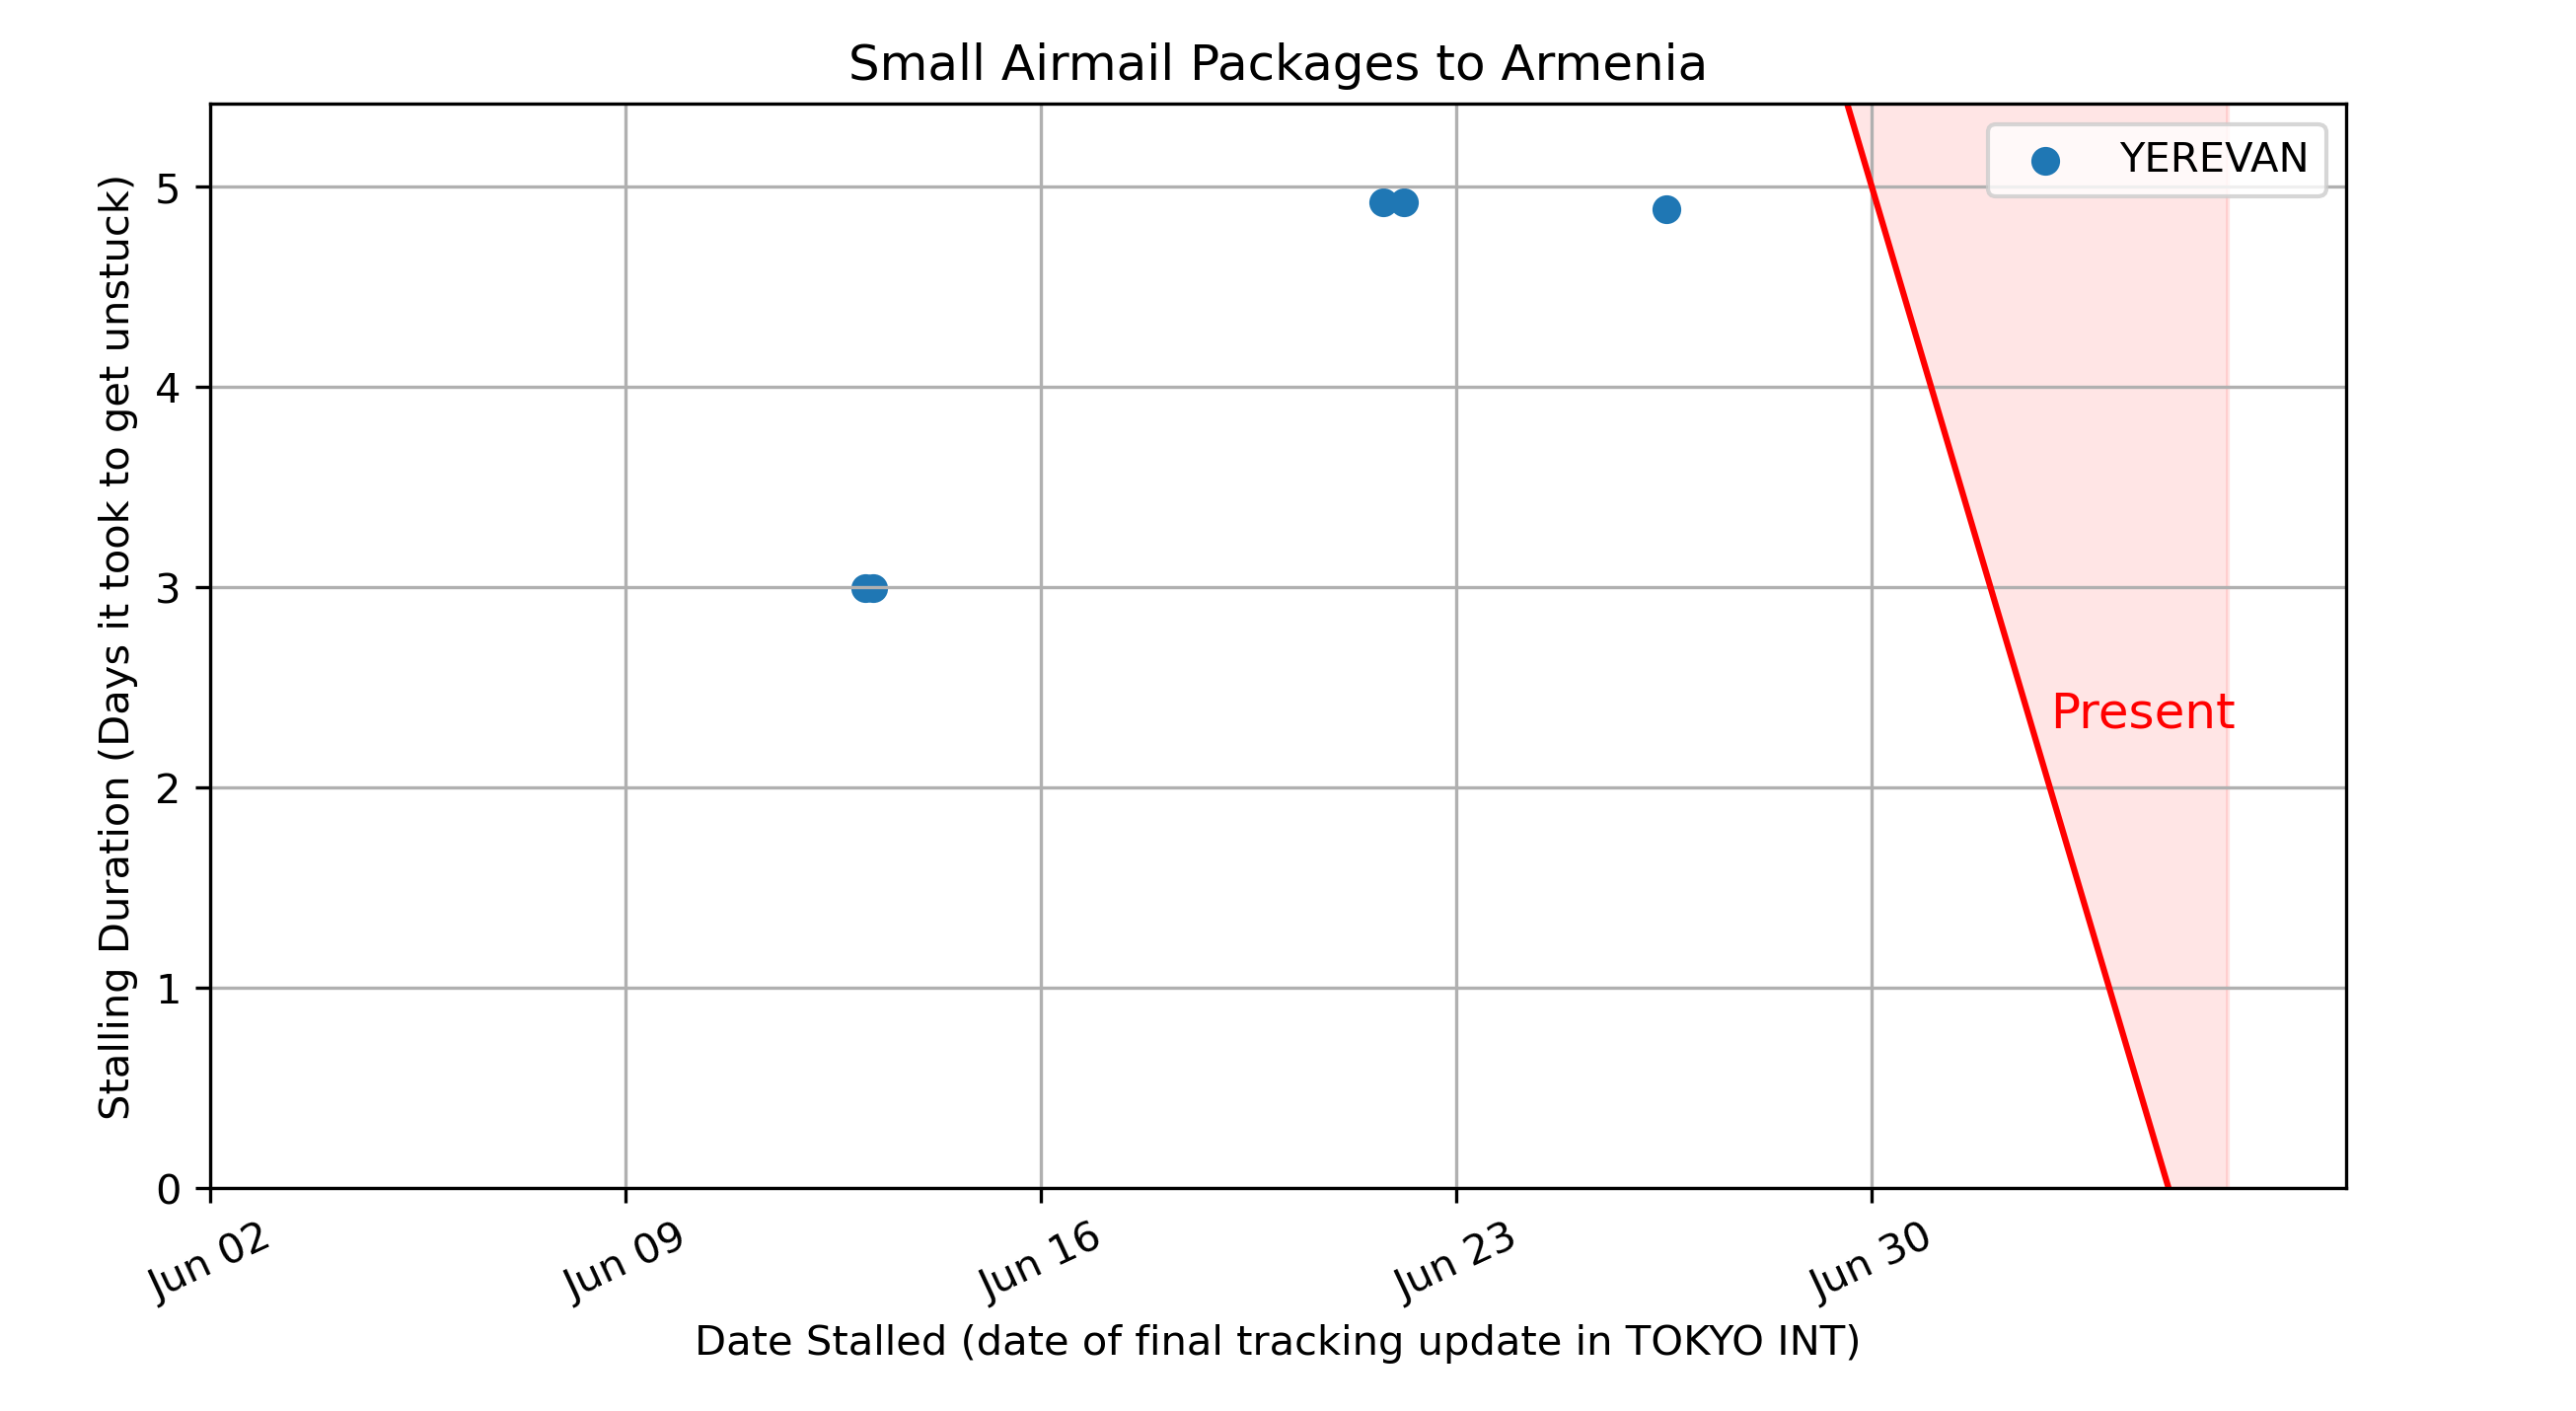 Small Airmail Packages to Armenia
YEREVAN
Stalling Duration (Days it took to get unstuck)
5
4
3
2
1
0
Present
Jun 02
Jun 09
Jun 16
Jun 23
Jun 30
Date Stalled (date of final tracking update in TOKYO INT)